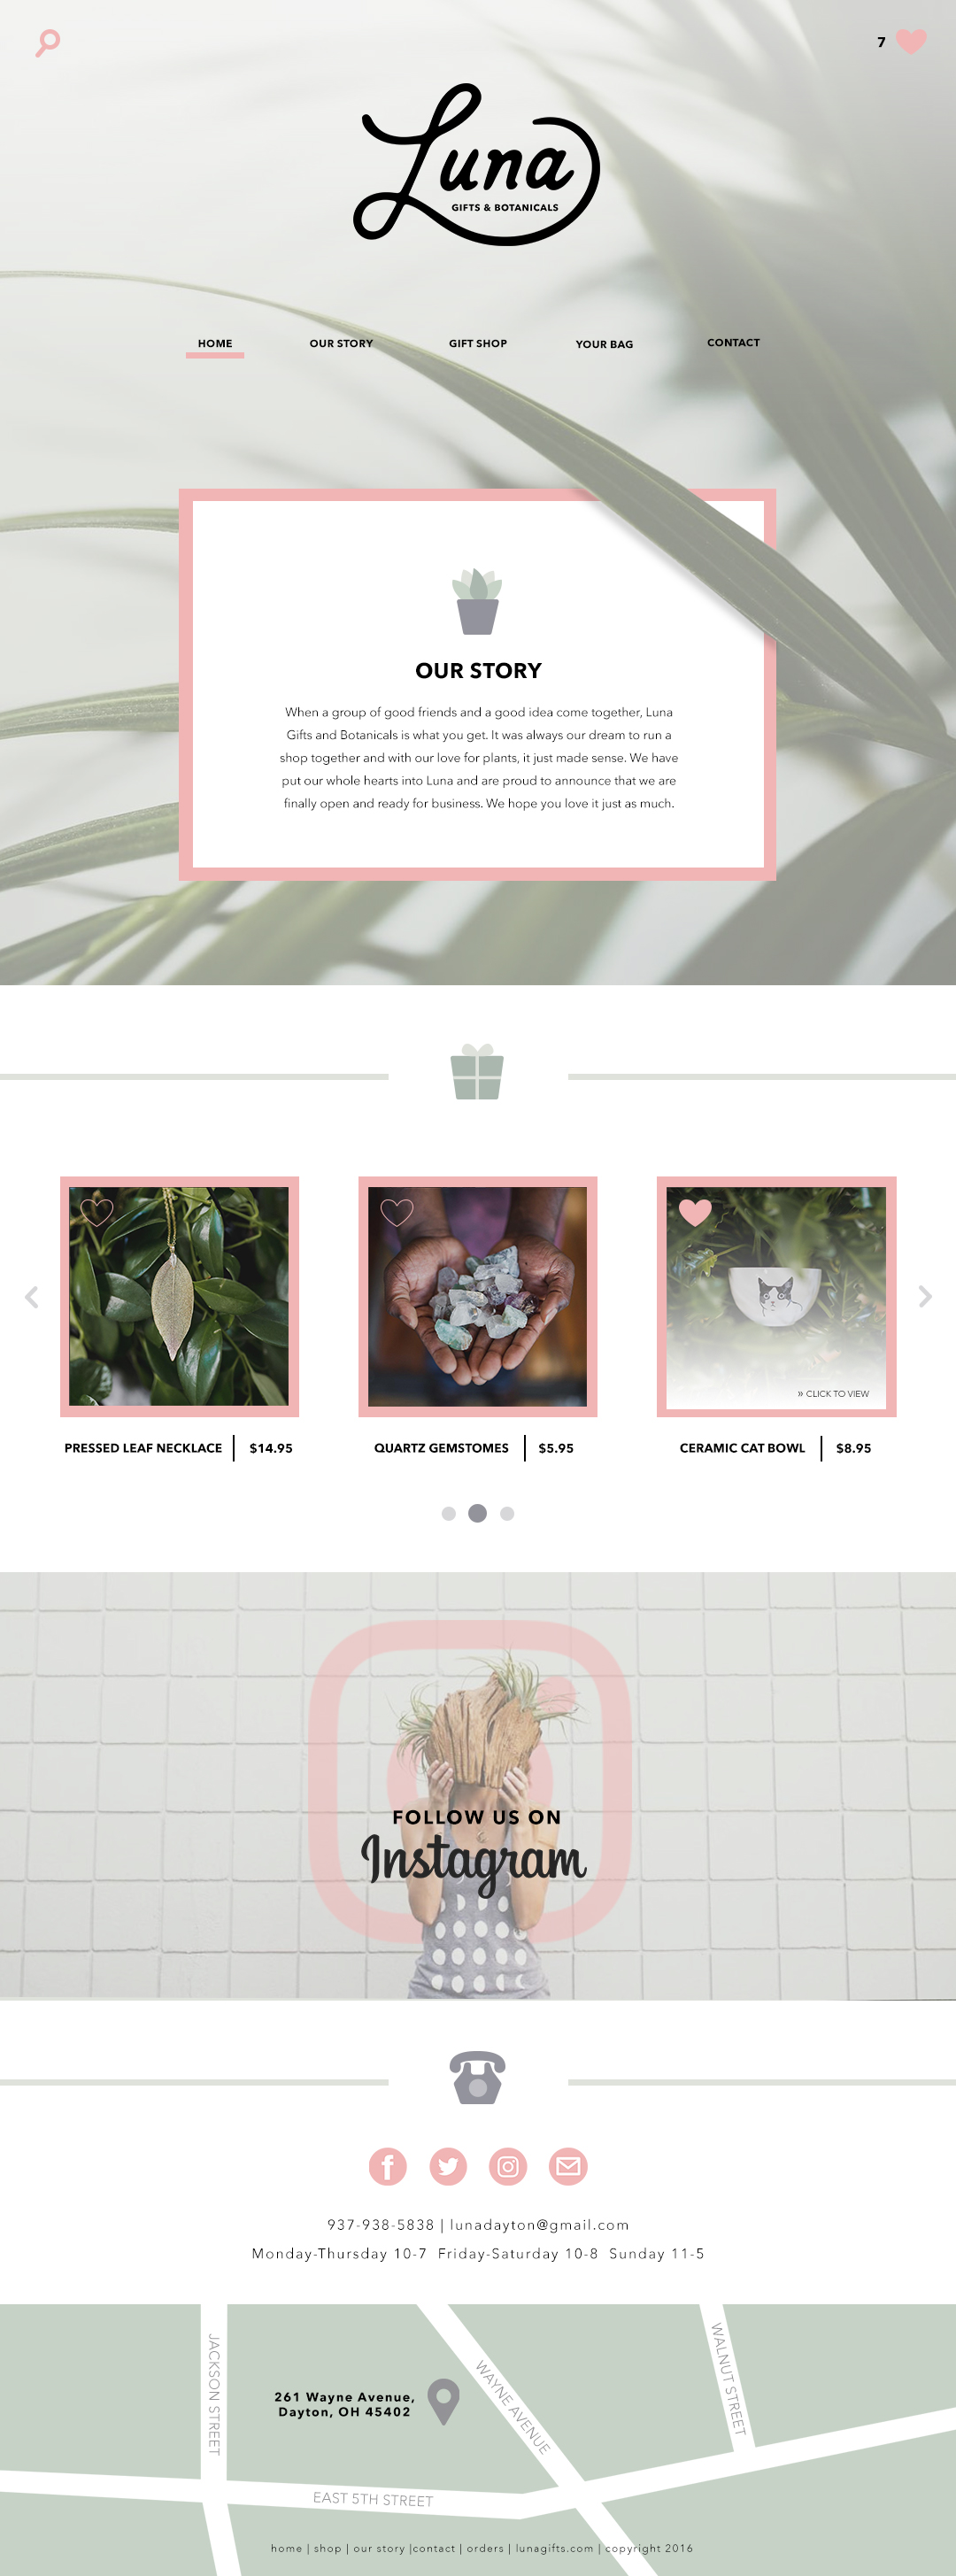 7
Luna
GIFTS & BOTANICALS
HOME OUR STORY GIFT SHOP YOUR BAG CONTACT
OUR STORY
When a group of good friends and a good idea come together, Luna
Gifts and Botanicals is what you get. It was always our dream to run a
shop together and with our love for plants, it just made sense. We have
put our whole hearts into Luna and are proud to announce that we are
finally open and ready for business. We hope you love it just as much.
» CLICK TO VIEW
PRESSED LEAF NECKLACE | $14.95
QUARTZ GEMSTOMES | $5.95
CERAMIC CAT BOWL | $8.95
FOLLOW US ON
Instagram
937-938-5838 | lunadayton@gmail.com
Monday-Thursday 10-7 Friday-Saturday 10-8 Sunday 11-5
JACKSON STREET
261 Wayne Avenue,
Dayton, OH 45402
WAYNE AVENUE
WALNUT STREET
EAST 5TH STREET
home | shop | our story |contact | orders | lunagifts.com | copyright 2016